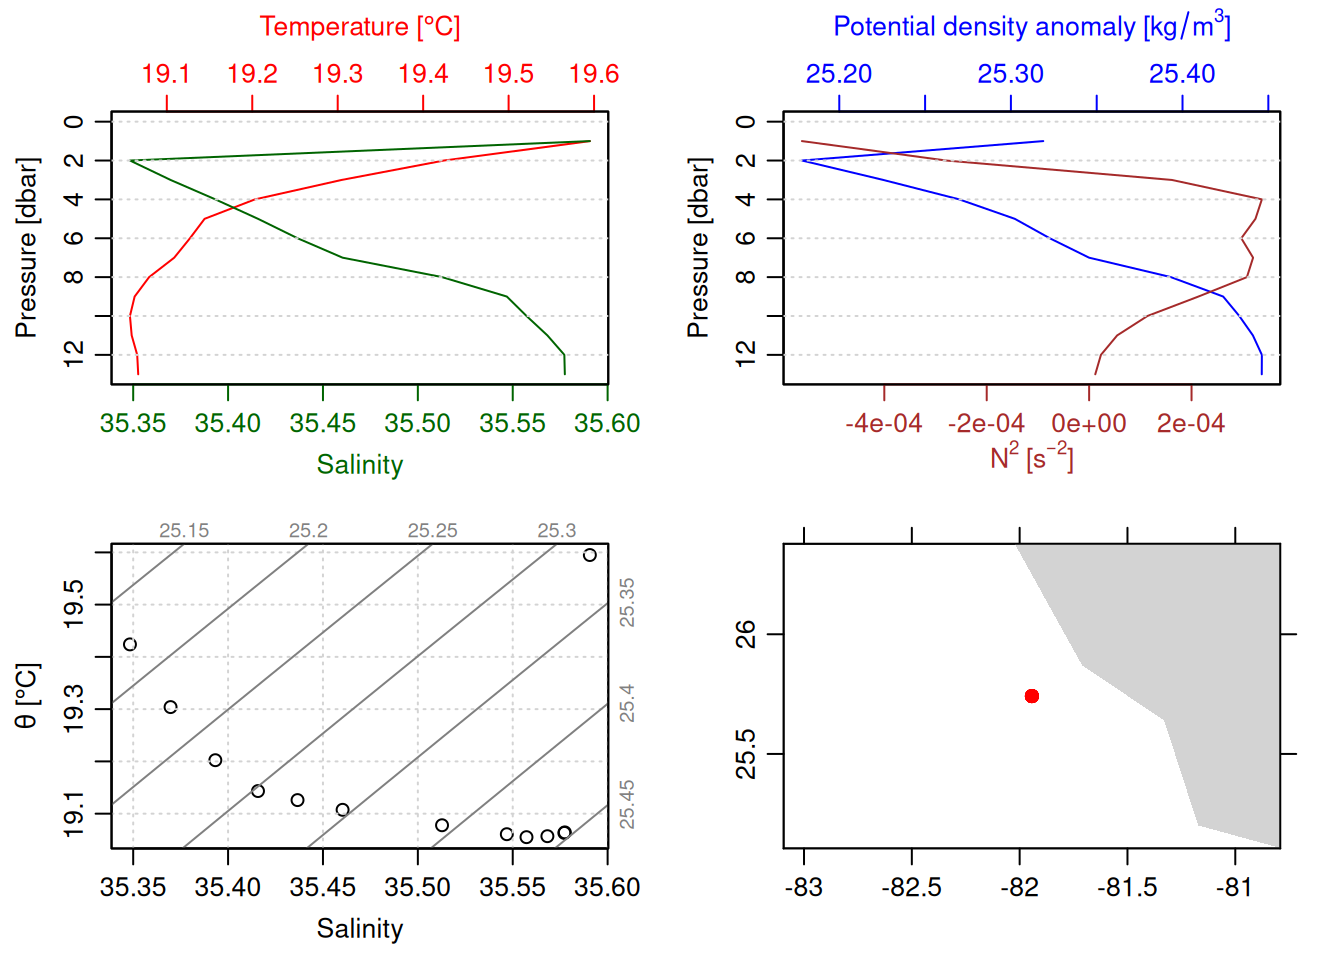 Temperature [°C]
19.1 19.2 19.3 19.4 19.5 19.6
Pressure [dbar]
0
2
4
6
8
12
35.35 35.40 35.45 35.50 35.55 35.60
Salinity
Potential density anomaly [kg/m³]
25.20 25.30 25.40
Pressure [dbar]
0
2
4
6
8
12
-4e-04 -2e-04 0e+00 2e-04
N² [s⁻²]
25.15 25.2 25.25 25.3
25.35
25.4
25.45
θ [°C]
19.5
19.3
19.1
35.35 35.40 35.45 35.50 35.55 35.60
Salinity
26
25.5
-83 -82.5 -82 -81.5 -81